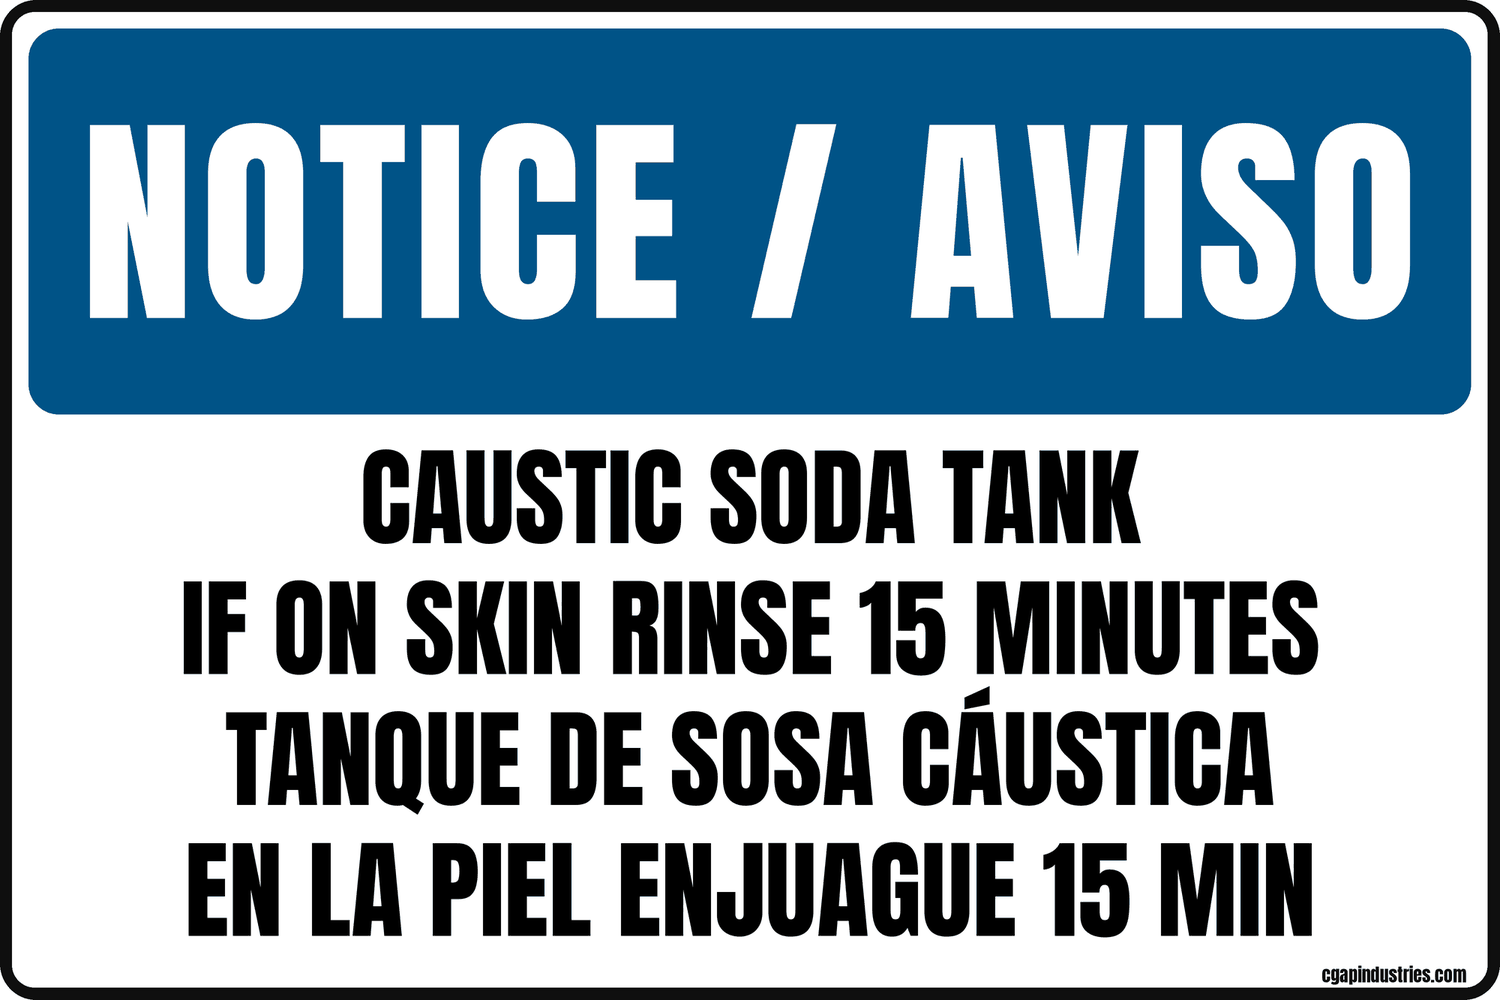 NOTICE / AVISO
CAUSTIC SODA TANK
IF ON SKIN RINSE 15 MINUTES
TANQUE DE SOSA CÁUSTICA
EN LA PIEL ENJUAGUE 15 MIN
cgapindustries.com